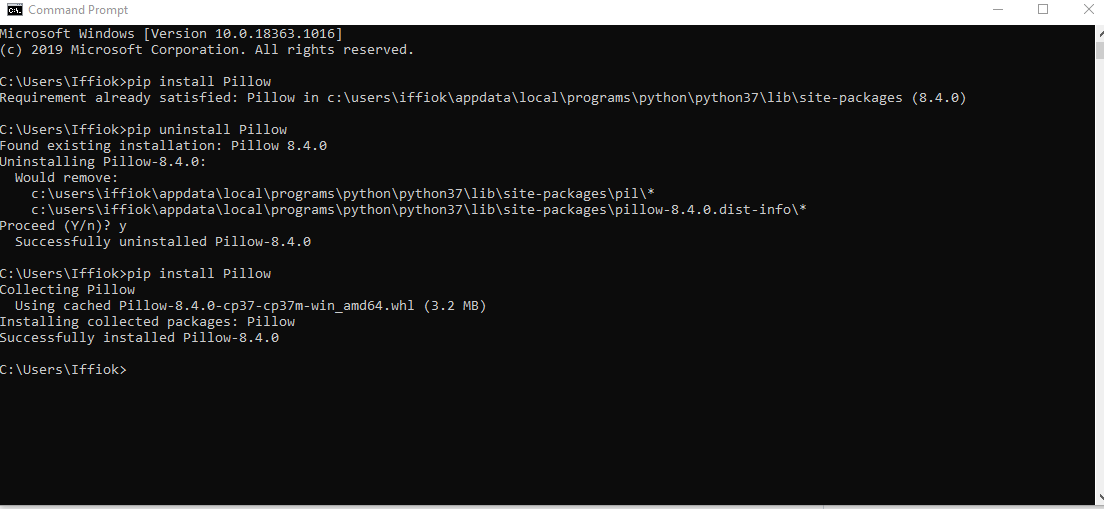 Command Prompt
Microsoft Windows [Version 10.0.18363.1016]
(c) 2019 Microsoft Corporation. All rights reserved.
C:\Users\Iffiok>pip install Pillow
Requirement already satisfied: Pillow in c:\users\iffiok\appdata\local\programs\python\python37\lib\site-packages (8.4.0)
C:\Users\Iffiok>pip uninstall Pillow
Found existing installation: Pillow 8.4.0
Uninstalling Pillow-8.4.0:
  Would remove:
    c:\users\iffiok\appdata\local\programs\python\python37\lib\site-packages\pil\*
    c:\users\iffiok\appdata\local\programs\python\python37\lib\site-packages\pillow-8.4.0.dist-info\*
Proceed (Y/n)? y
  Successfully uninstalled Pillow-8.4.0
C:\Users\Iffiok>pip install Pillow
Collecting Pillow
  Using cached Pillow-8.4.0-cp37-cp37m-win_amd64.whl (3.2 MB)
Installing collected packages: Pillow
Successfully installed Pillow-8.4.0
C:\Users\Iffiok>